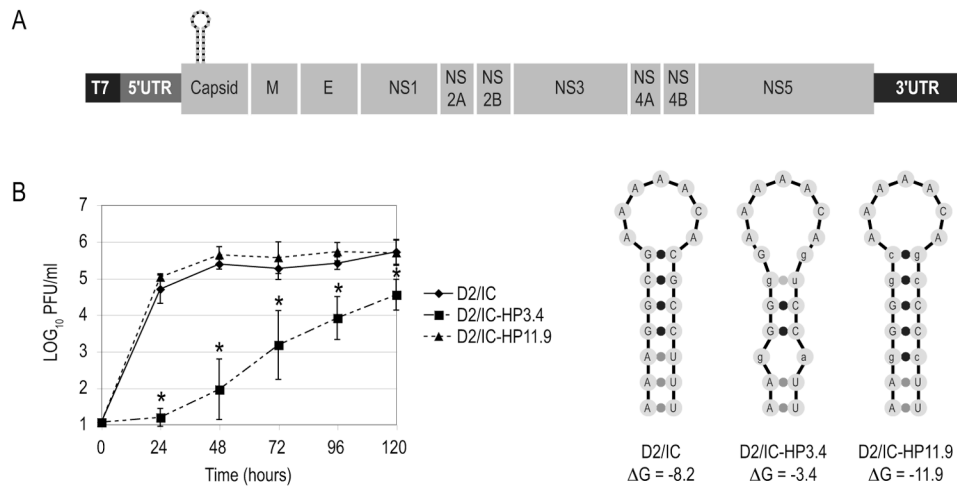 A
T7 5'UTR Capsid M E NS1 NS 2A NS 2B NS3 NS 4A NS 4B NS5 3'UTR
B
LOG10 PFU/ml
7
6
5
4
3
2
1
0 24 48 72 96 120
Time (hours)
*
*
*
*
*
D2/IC
D2/IC-HP3.4
D2/IC-HP11.9
A
A A
A C
A A
G C
C G
G C
G C
A U
A U
A U
D2/IC
ΔG = -8.2
A
A A
A C
A A
G g
g u
G C
G C
g a
A U
A U
D2/IC-HP3.4
ΔG = -3.4
A
A A
A C
A A
c g
g c
G C
G C
g c
A U
A U
D2/IC-HP11.9
ΔG = -11.9